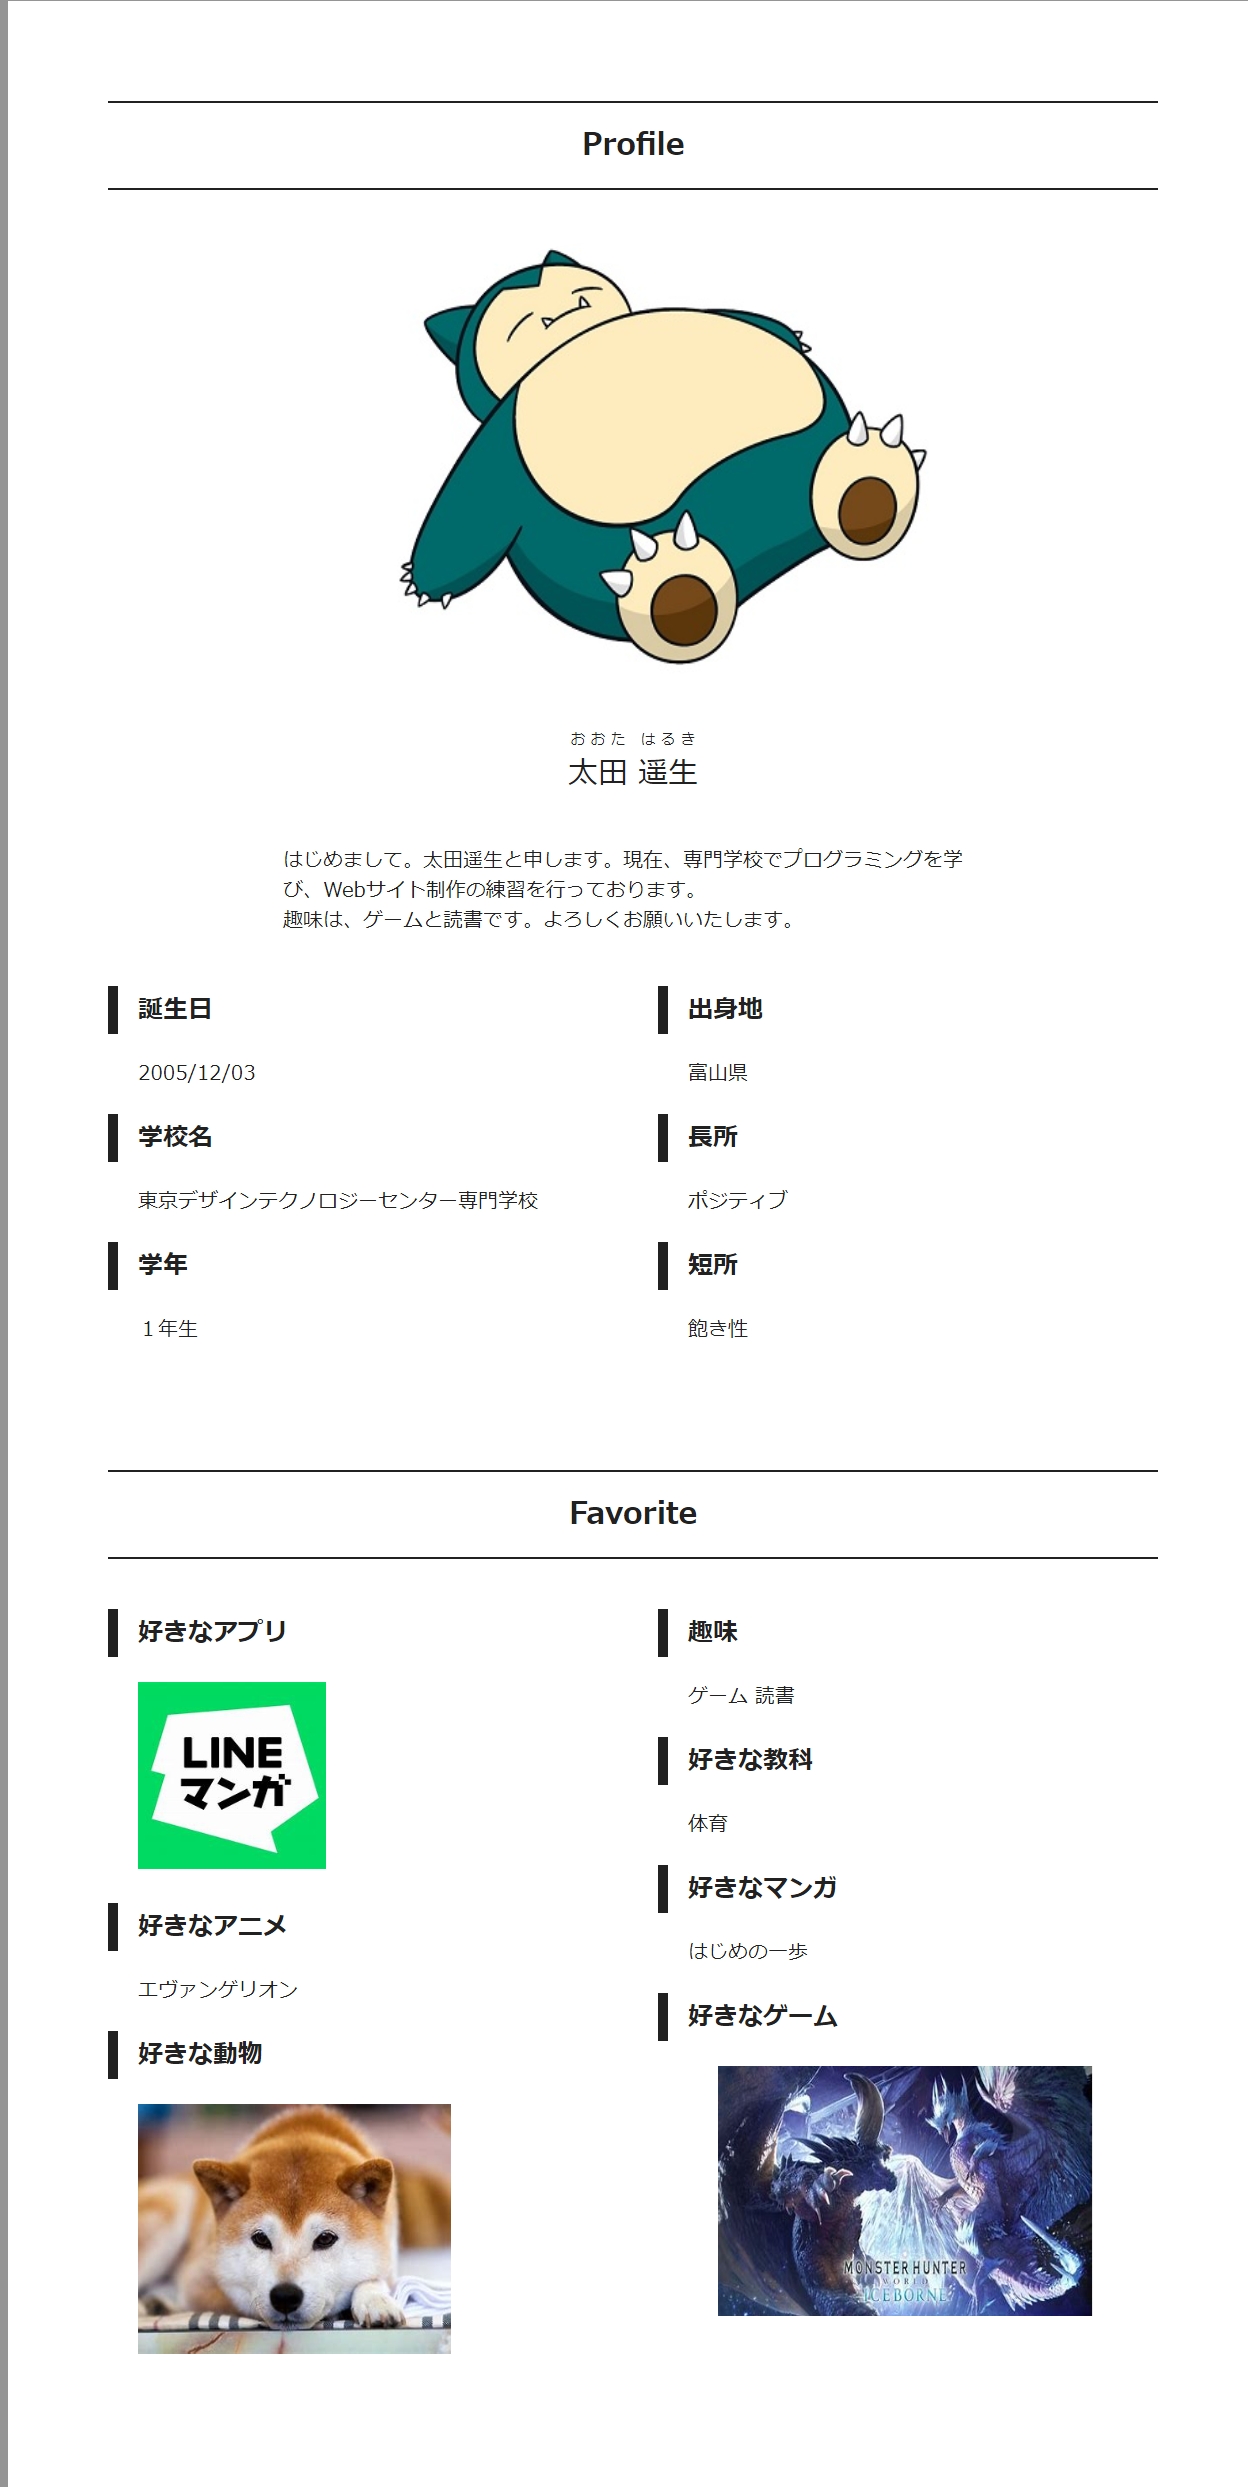 Profile
おおた はるき
太田 遥生
はじめまして。太田遥生と申します。現在、専門学校でプログラミングを学
び、Webサイト制作の練習を行っております。
趣味は、ゲームと読書です。よろしくお願いいたします。
誕生日
2005/12/03
学校名
東京デザインテクノロジーセンター専門学校
学年
１年生
出身地
富山県
長所
ポジティブ
短所
飽き性
Favorite
好きなアプリ
LINE
マンガ
好きなアニメ
エヴァンゲリオン
好きな動物
趣味
ゲーム 読書
好きな教科
体育
好きなマンガ
はじめの一歩
好きなゲーム
MONSTER HUNTER
WORLD
ICEBORNE